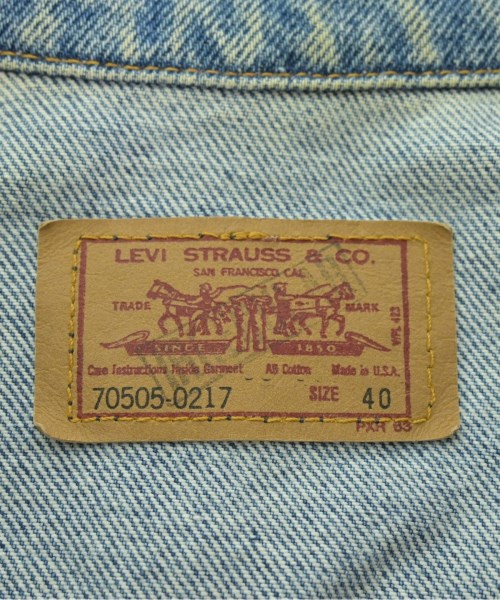 LEVI STRAUSS & CO.
SAN FRANCISCO CAL.
TRADE MARK
WPL 423
SINCE 1850
Care Instructions Inside Garment All Cotton Made in U.S.A.
70505-0217 SIZE 40
PXH 63